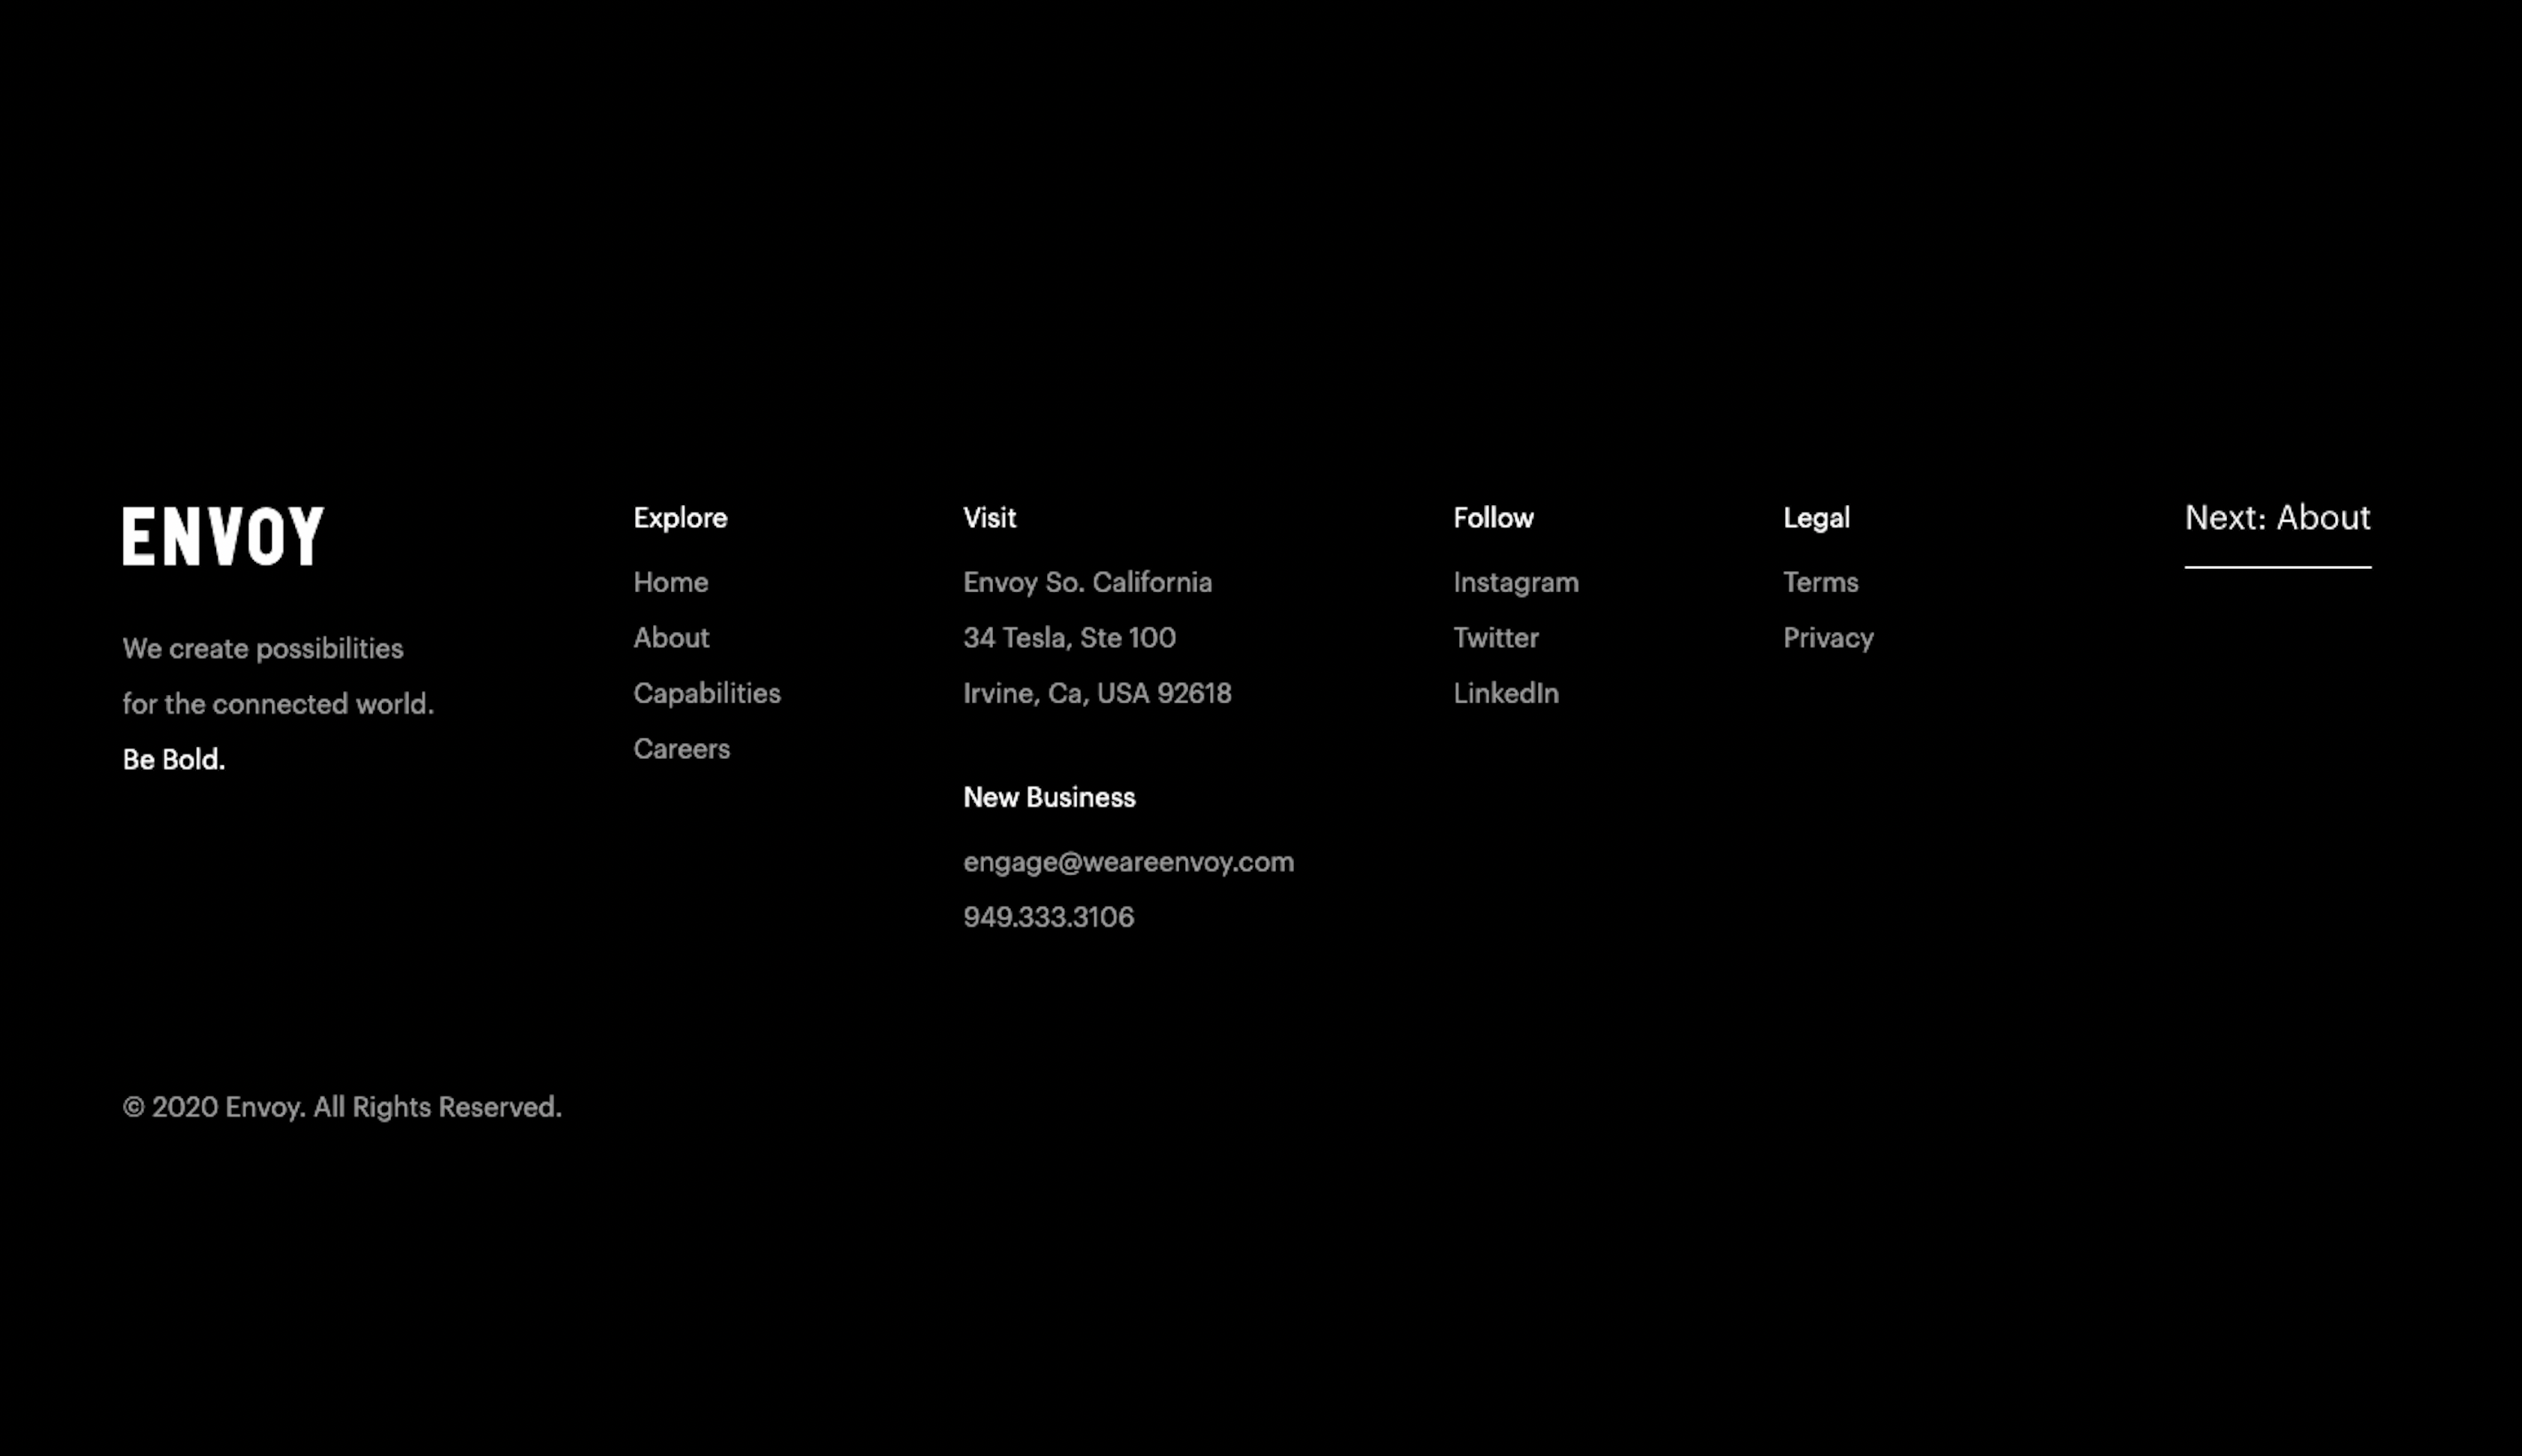 ENVOY
We create possibilities
for the connected world.
Be Bold.
Explore
Home
About
Capabilities
Careers
Visit
Envoy So. California
34 Tesla, Ste 100
Irvine, Ca, USA 92618
New Business
engage@weareenvoy.com
949.333.3106
Follow
Instagram
Twitter
LinkedIn
Legal
Terms
Privacy
Next: About
© 2020 Envoy. All Rights Reserved.